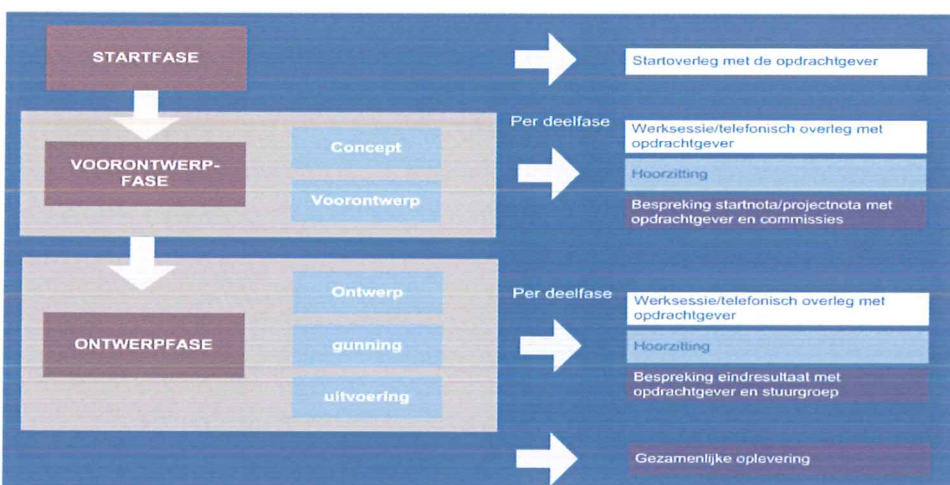 STARTFASE
Startoverleg met de opdrachtgever
VOORONTWERP-
FASE
Concept
Voorontwerp
Per deelfase
Werksessie/telefonisch overleg met
opdrachtgever
Hoorzitting
Bespreking startnota/projectnota met
opdrachtgever en commissies
ONTWERPFASE
Ontwerp
gunning
uitvoering
Per deelfase
Werksessie/telefonisch overleg met
opdrachtgever
Hoorzitting
Bespreking eindresultaat met
opdrachtgever en stuurgroep
Gezamenlijke oplevering